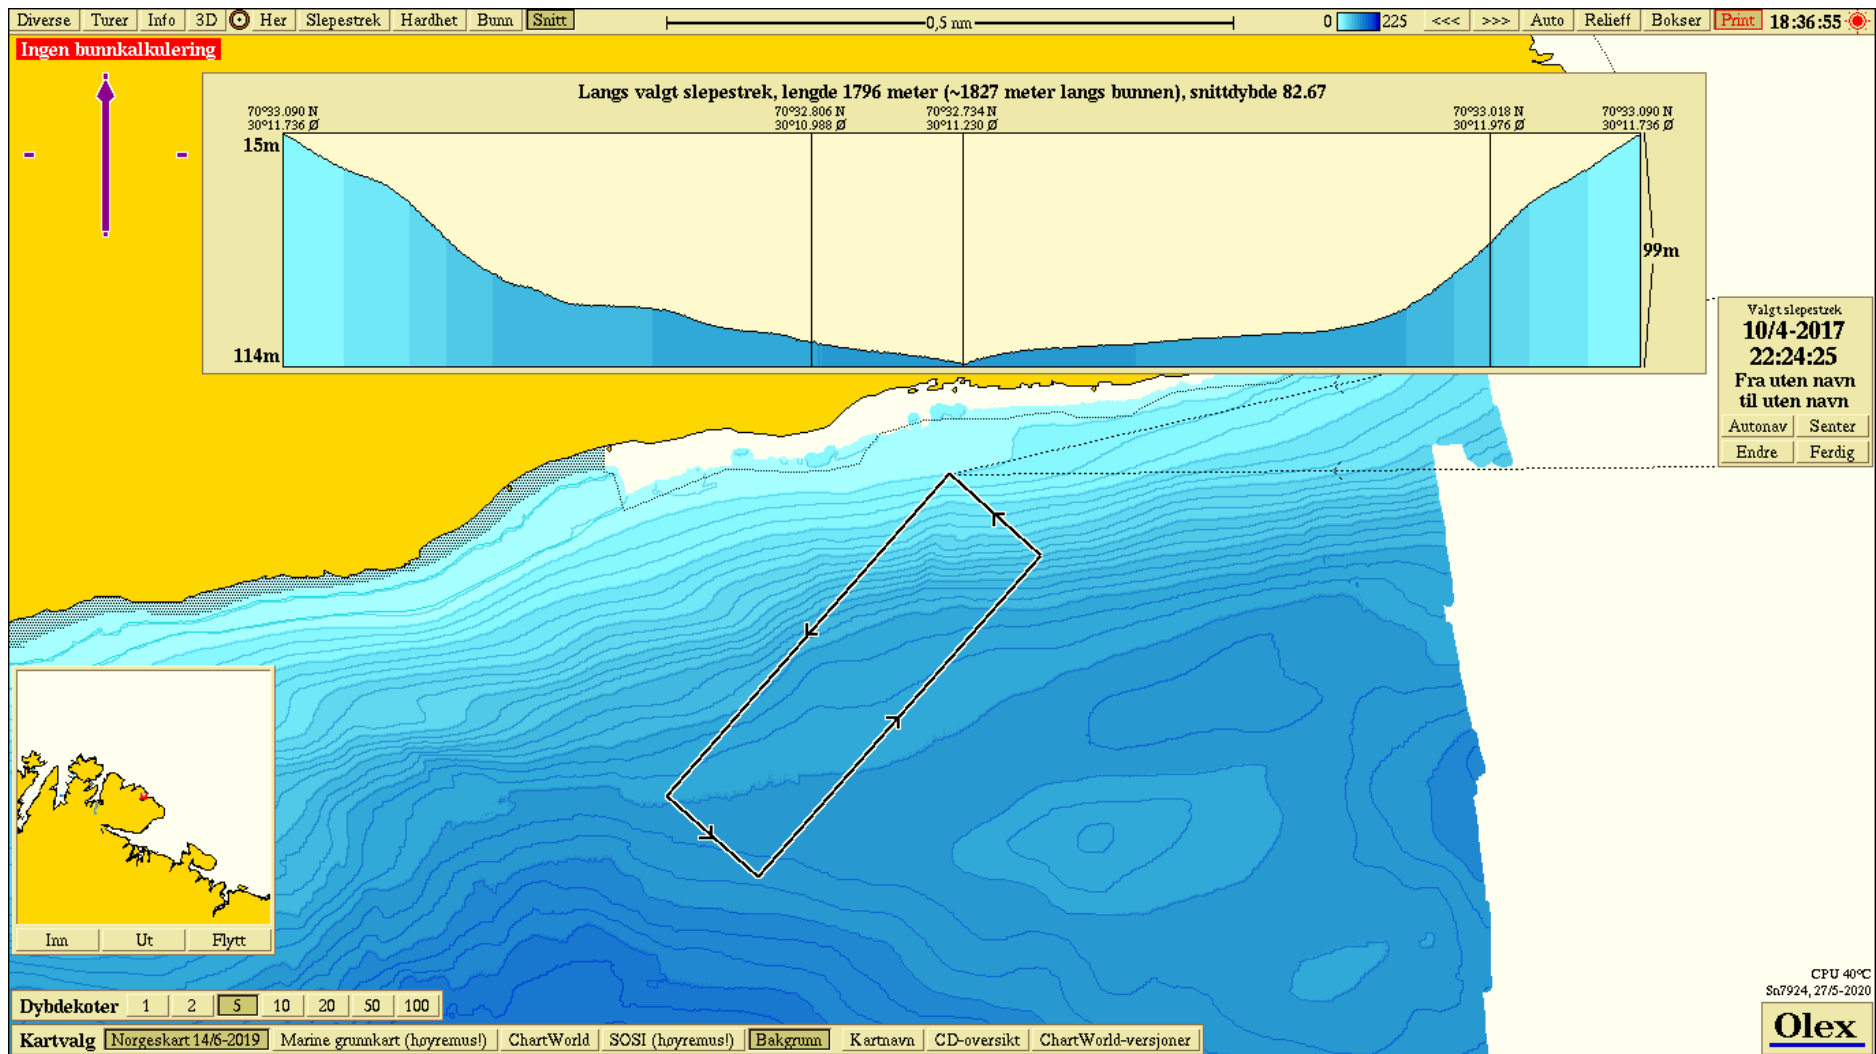 Diverse Turer Info 3D Her Slepestrek Hardhet Bunn Snitt 0,5 nm 0 225 <<< >>> Auto Relieff Bokser Print 18:36:55
Ingen bunnkalkulering
Langs valgt slepestrek, lengde 1796 meter (~1827 meter langs bunnen), snittdybde 82.67
70°33.090 N 70°32.806 N 70°32.734 N 70°33.018 N 70°33.090 N
30°11.736 Ø 30°10.988 Ø 30°11.230 Ø 30°11.976 Ø 30°11.736 Ø
15m
99m
114m
Valgt slepestrek
10/4-2017
22:24:25
Fra uten navn
til uten navn
Autonav Senter
Endre Ferdig
Inn Ut Flytt
CPU 40°C
Sn7924, 27/5-2020
Dybdekoter 1 2 5 10 20 50 100
Kartvalg Norgeskart 14/6-2019 Marine grunnkart (høyremus!) ChartWorld SOSI (høyremus!) Bakgrunn Kartnavn CD-oversikt ChartWorld-versjoner
Olex